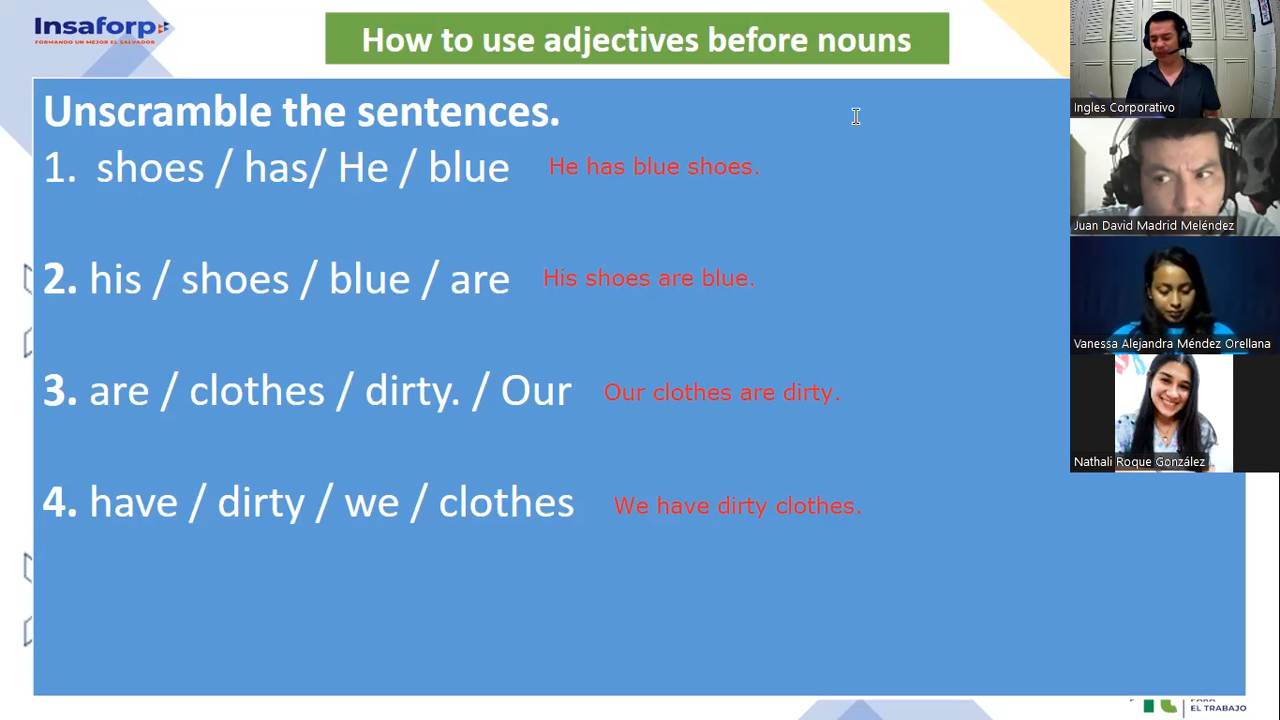 Insaforp
FORMANDO UN MEJOR EL SALVADOR
How to use adjectives before nouns
Unscramble the sentences.
1. shoes / has/ He / blue He has blue shoes.
2. his / shoes / blue / are His shoes are blue.
3. are / clothes / dirty. / Our Our clothes are dirty.
4. have / dirty / we / clothes We have dirty clothes.
Ingles Corporativo
Juan David Madrid Meléndez
Vanessa Alejandra Méndez Orellana
Nathali Roque González
EL TRABAJO